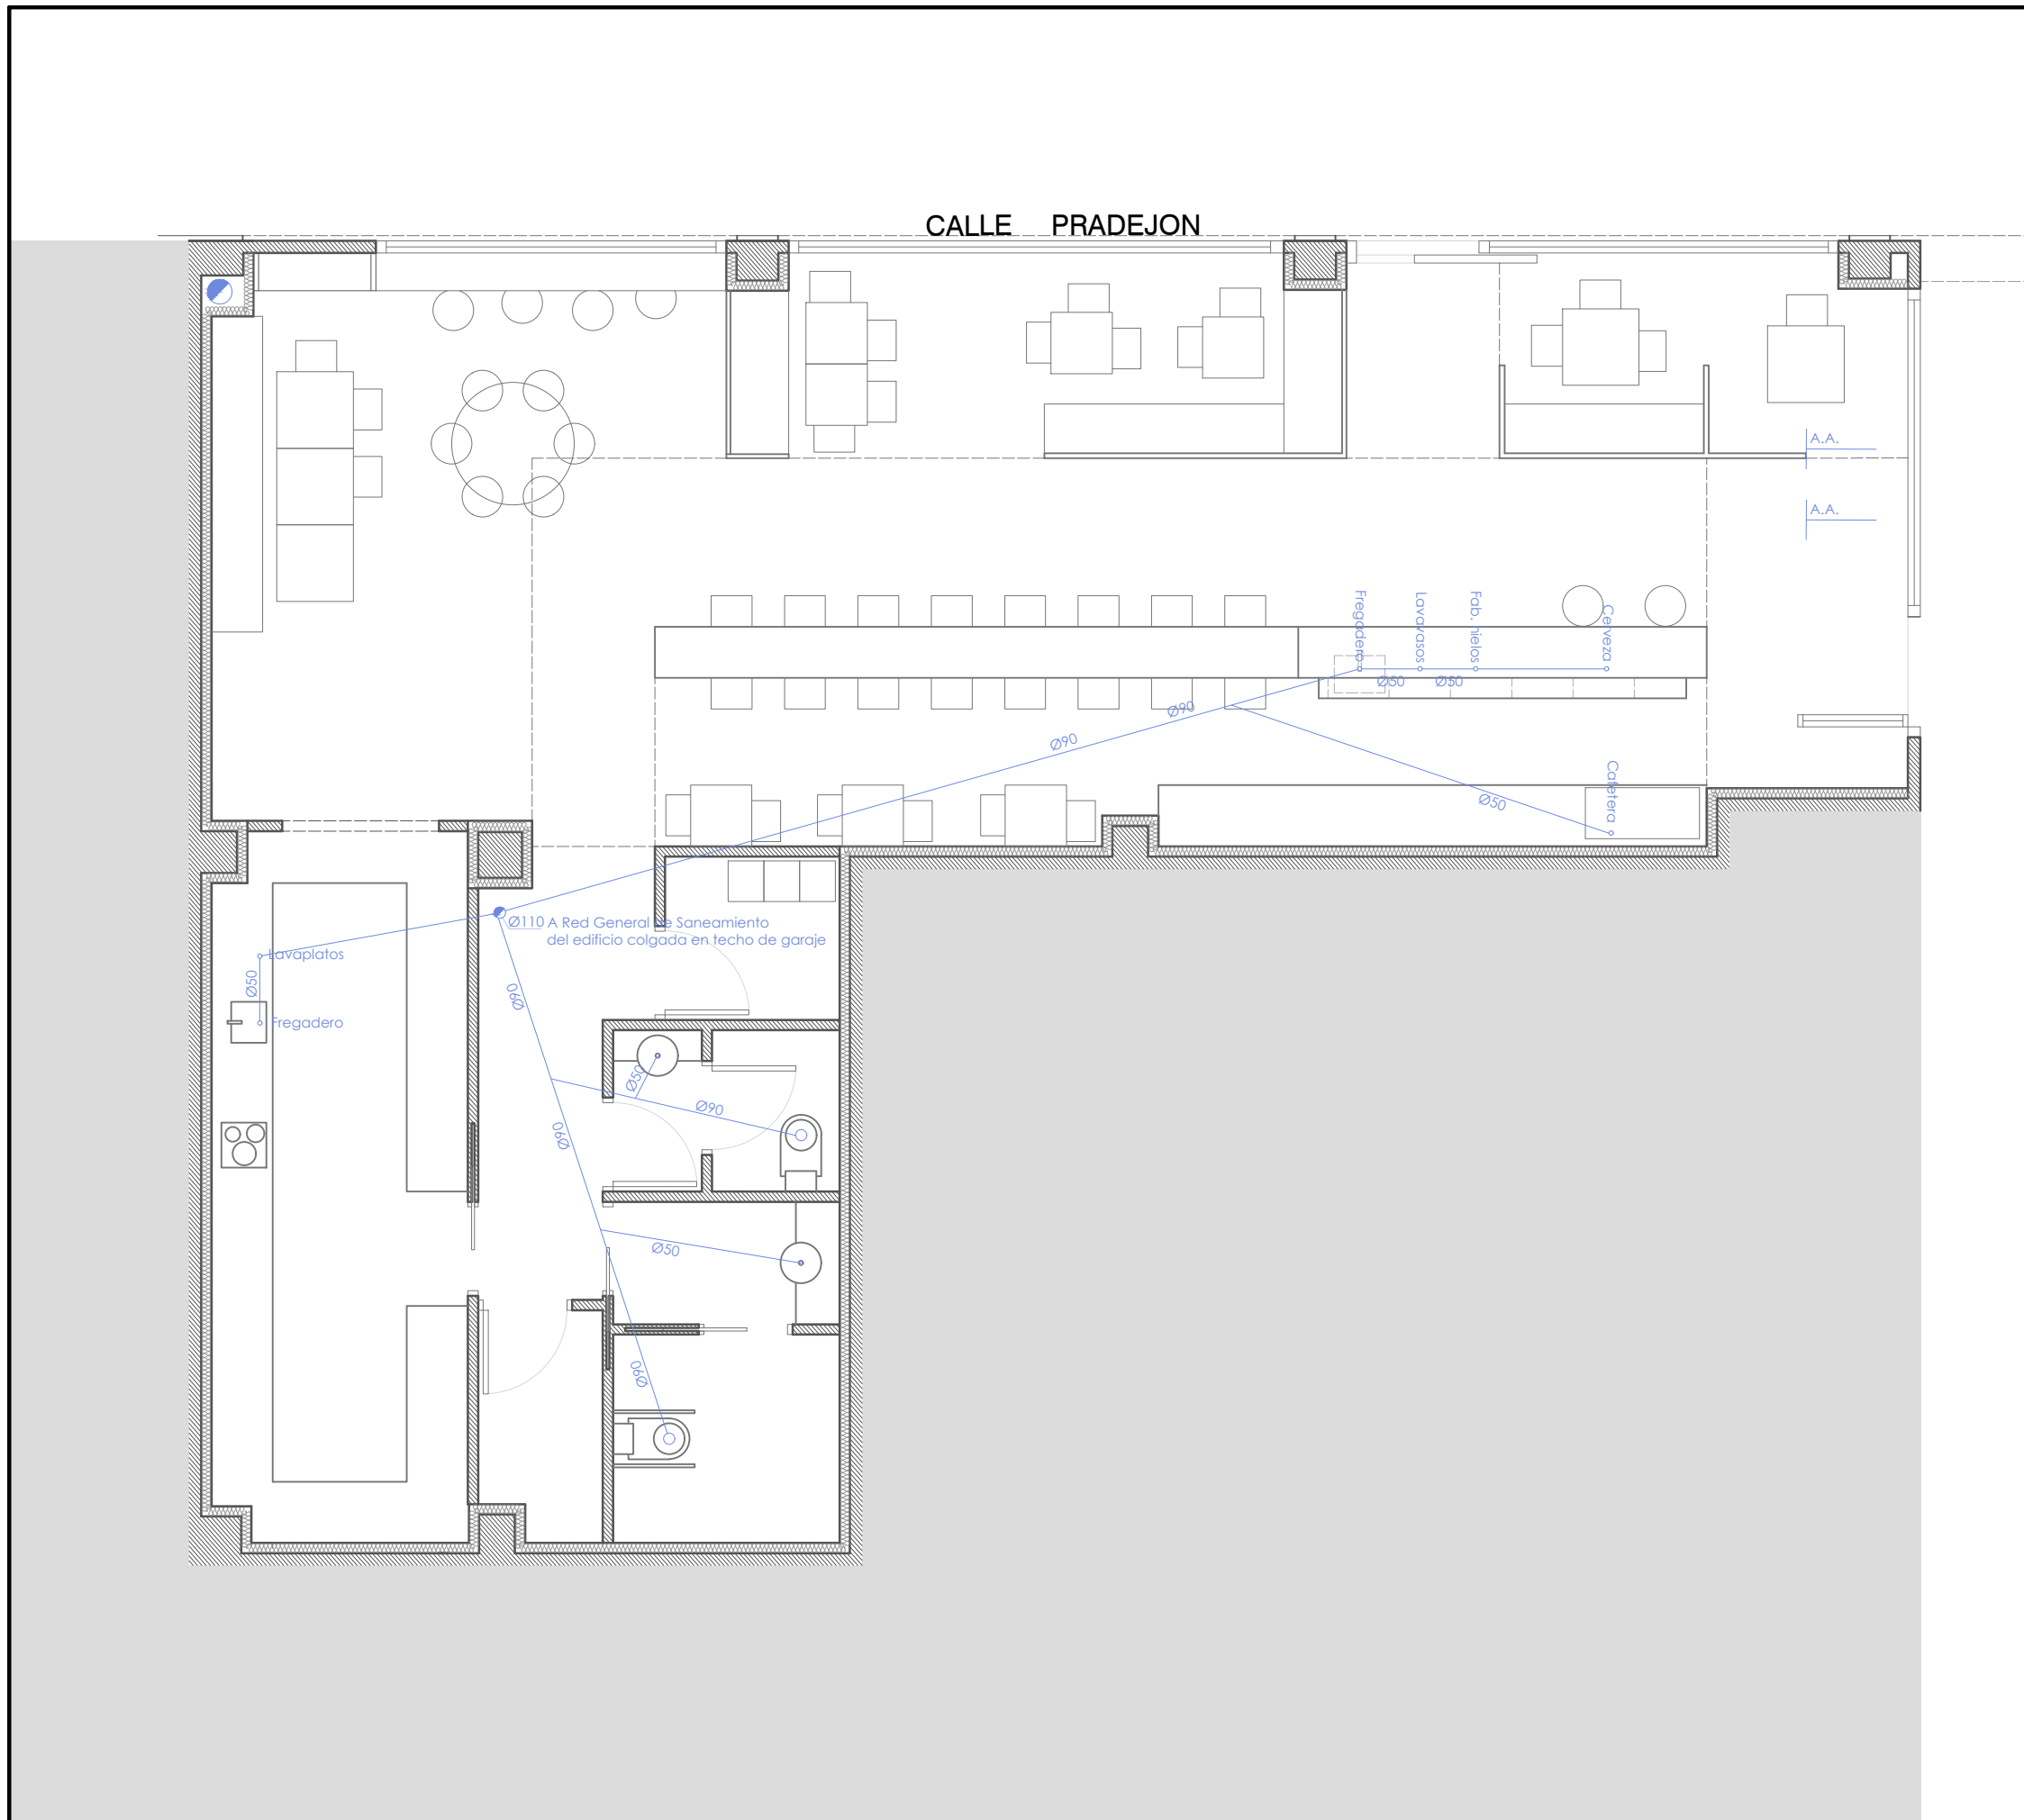 CALLE PRADEJON
A.A.
A.A.
Fregadero
Lavavasos
Fab. hielos
Cerveza
Ø50
Ø50
Ø90
Ø90
Cafetera
Ø50
Ø110 A Red General de Saneamiento
del edificio colgada en techo de garaje
Lavaplatos
Ø50
Fregadero
Ø90
Ø50
Ø90
Ø90
Ø50
Ø90